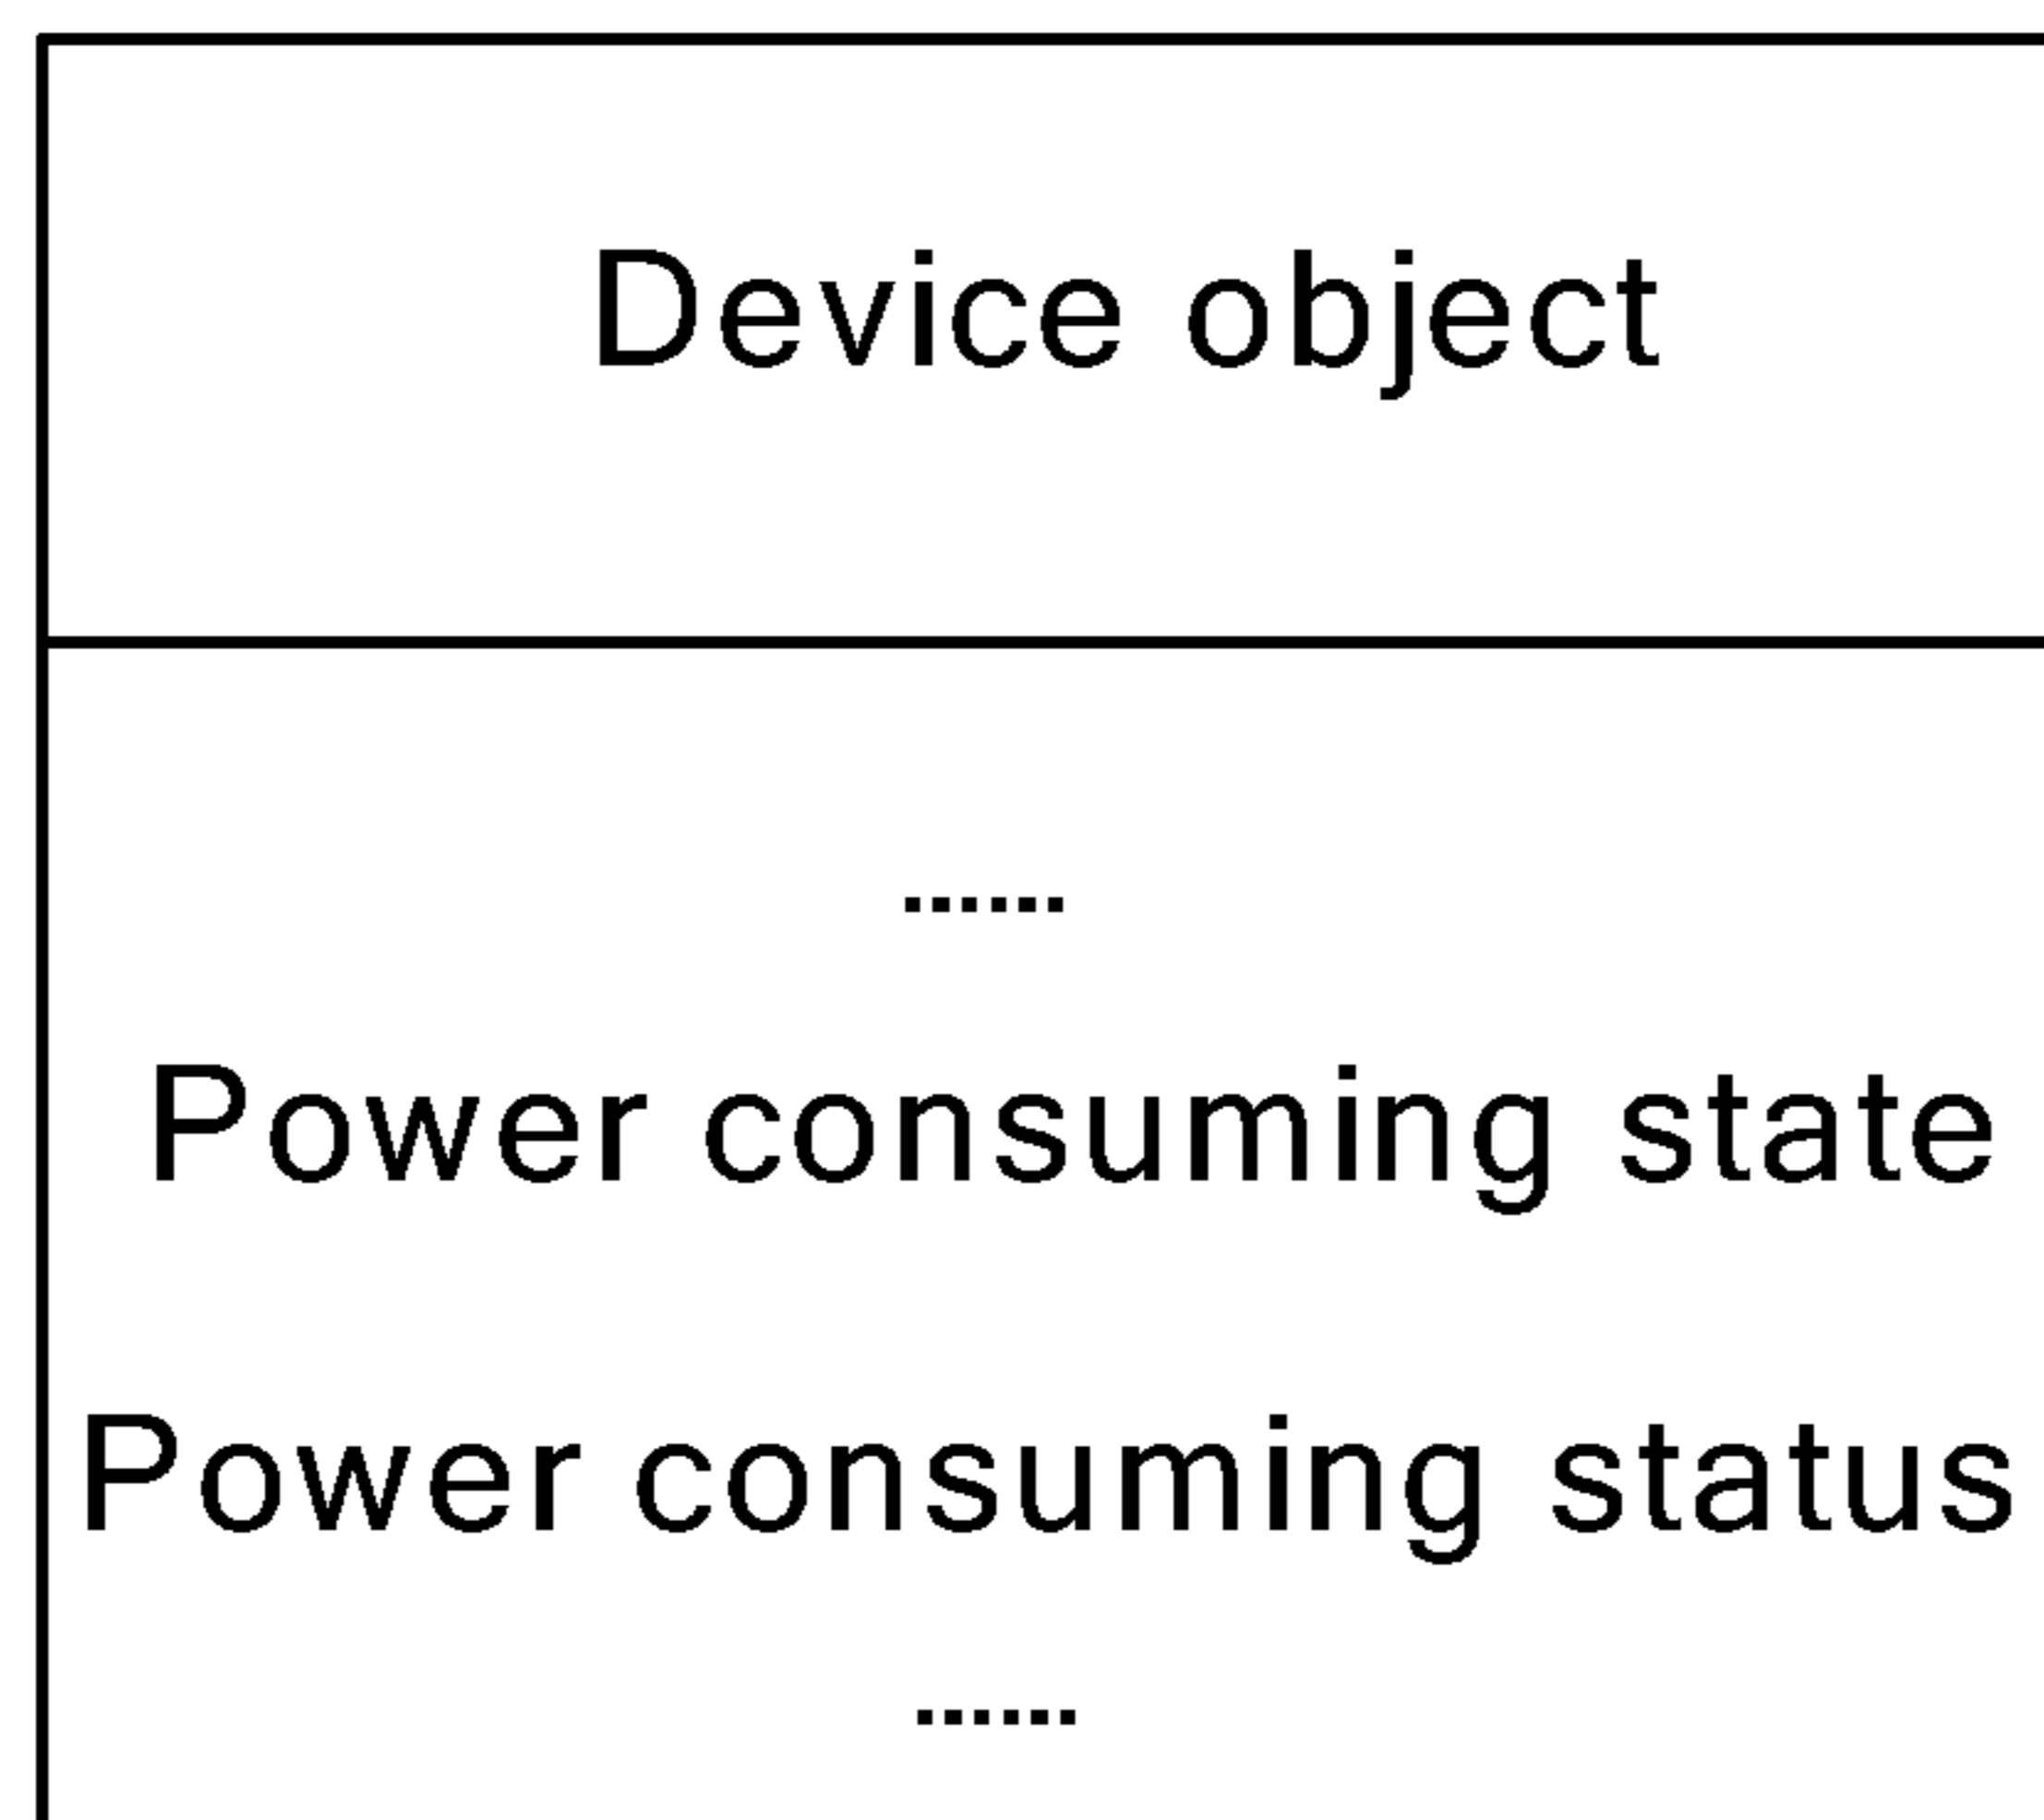 Device object
......
Power consuming state
Power consuming status
......